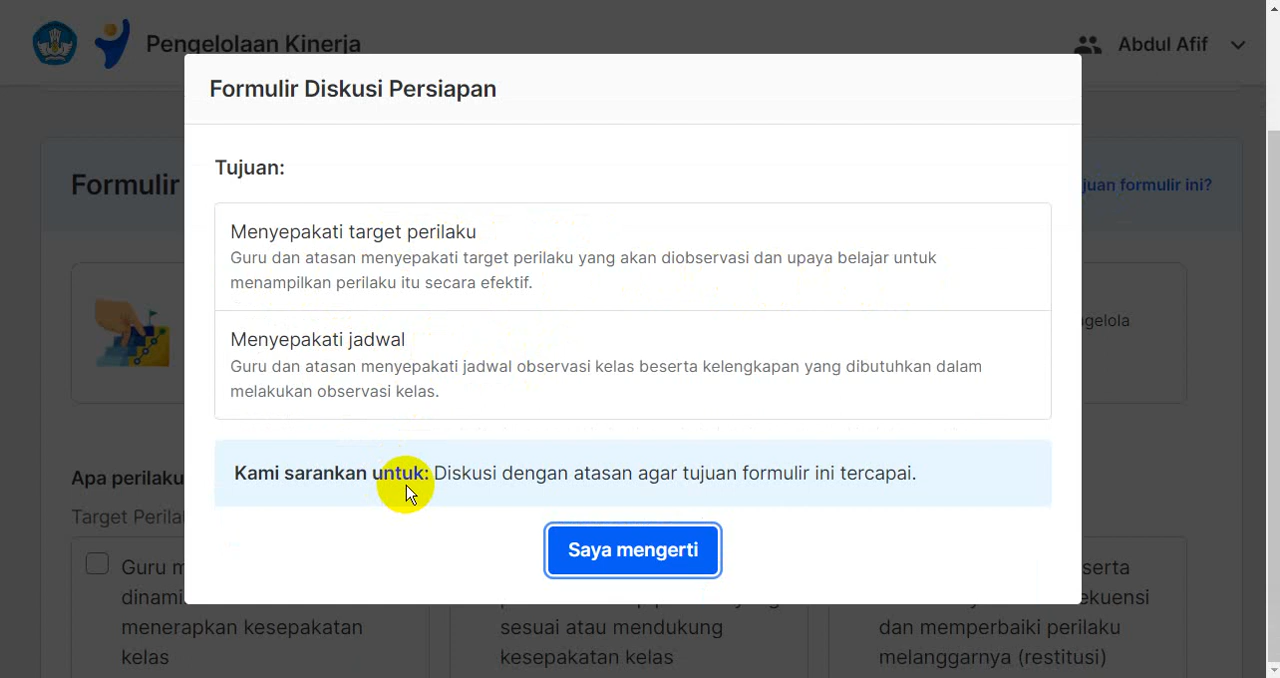 Pengelolaan Kinerja
Abdul Afif
Formulir Diskusi Persiapan
Tujuan:
Formulir
juan formulir ini?
Menyepakati target perilaku
Guru dan atasan menyepakati target perilaku yang akan diobservasi dan upaya belajar untuk
menampilkan perilaku itu secara efektif.
Menyepakati jadwal
Guru dan atasan menyepakati jadwal observasi kelas beserta kelengkapan yang dibutuhkan dalam
melakukan observasi kelas.
ngelola
Kami sarankan untuk: Diskusi dengan atasan agar tujuan formulir ini tercapai.
Saya mengerti
Apa perilaku
Target Perila
Guru m
dinami
menerapkan kesepakatan
kelas
sesuai atau mendukung
kesepakatan kelas
serta
ekuensi
dan memperbaiki perilaku
melanggarnya (restitusi)